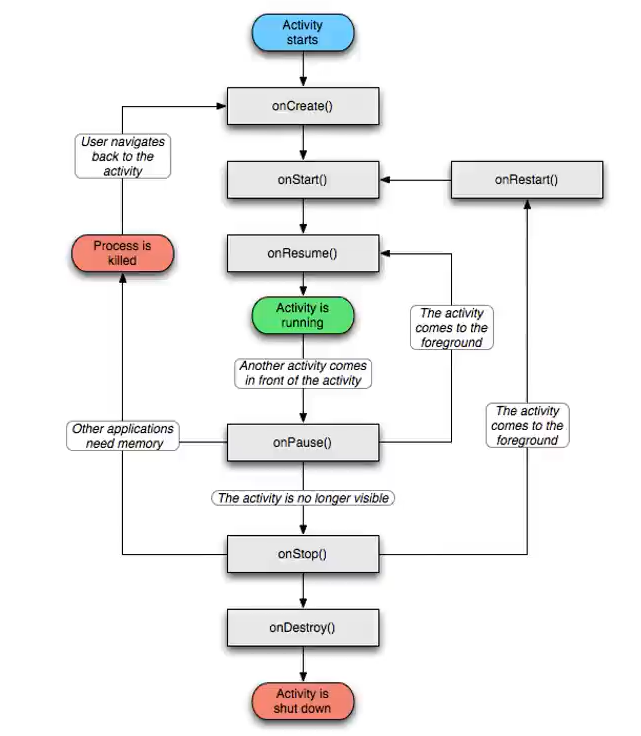 Activity
starts
onCreate()
User navigates
back to the
activity
onStart()
onRestart()
Process is
killed
onResume()
Activity is
running
The activity
comes to the
foreground
Another activity comes
in front of the activity
The activity
comes to the
foreground
Other applications
need memory
onPause()
The activity is no longer visible
onStop()
onDestroy()
Activity is
shut down